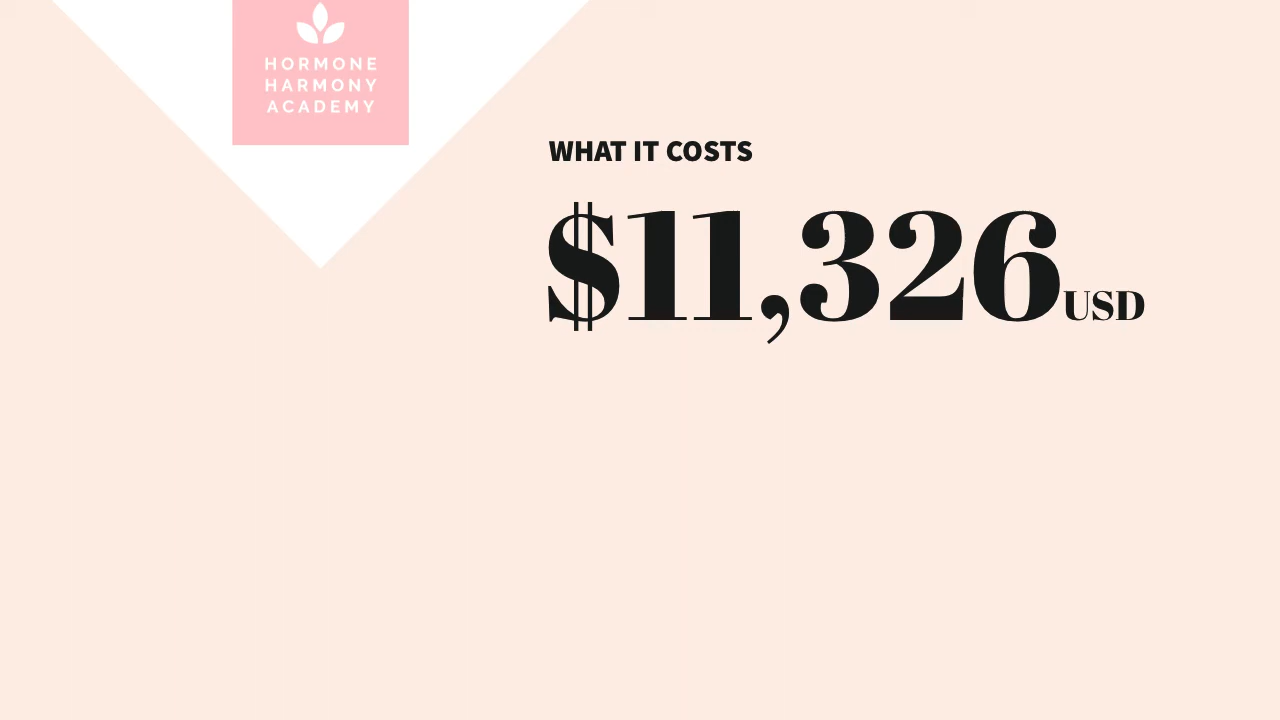 HORMONE
HARMONY
ACADEMY
WHAT IT COSTS
$11,326USD